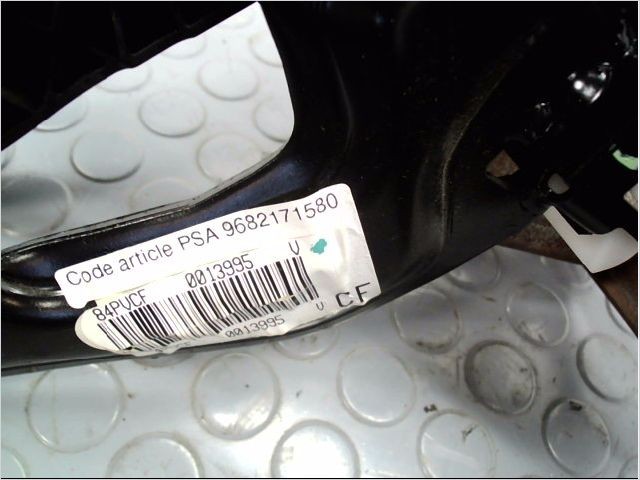 Code article PSA 9682171580
84PUCF 0013995 V
0013995 V CF